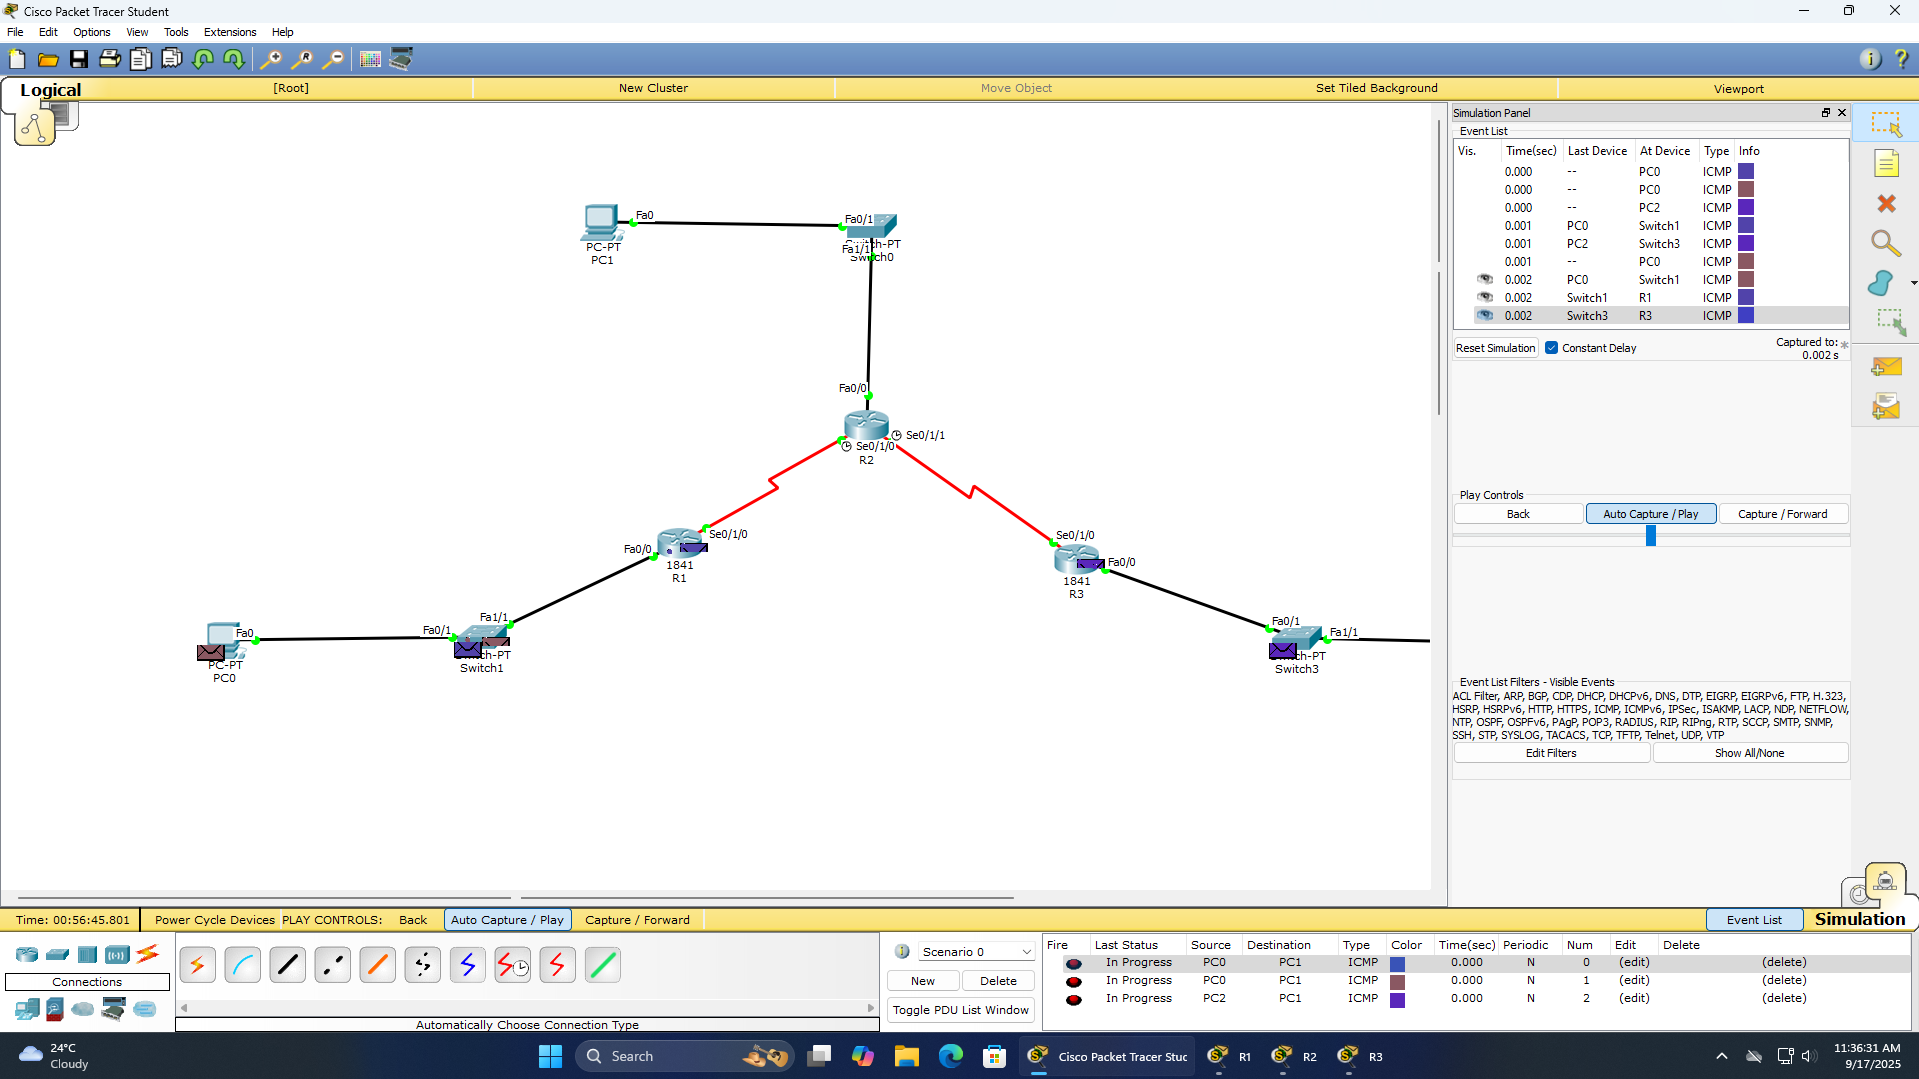 Cisco Packet Tracer Student
File Edit Options View Tools Extensions Help
Logical [Root] New Cluster Move Object Set Tiled Background Viewport
Simulation Panel
Event List
Vis. Time(sec) Last Device At Device Type Info
0.000 -- PC0 ICMP
0.000 -- PC0 ICMP
0.000 -- PC2 ICMP
0.001 PC0 Switch1 ICMP
0.001 PC2 Switch3 ICMP
0.001 -- PC0 ICMP
0.002 PC0 Switch1 ICMP
0.002 Switch1 R1 ICMP
0.002 Switch3 R3 ICMP
Reset Simulation Constant Delay Captured to: *
0.002 s
Play Controls
Back Auto Capture / Play Capture / Forward
Event List Filters - Visible Events
ACL Filter, ARP, BGP, CDP, DHCP, DHCPv6, DNS, DTP, EIGRP, EIGRPv6, FTP, H.323,
HSRP, HSRPv6, HTTP, HTTPS, ICMP, ICMPv6, IPSec, ISAKMP, LACP, NDP, NETFLOW,
NTP, OSPF, OSPFv6, PAgP, POP3, RADIUS, RIP, RIPng, RTP, SCCP, SMTP, SNMP,
SSH, STP, SYSLOG, TACACS, TCP, TFTP, Telnet, UDP, VTP
Edit Filters Show All/None
Fa0
PC-PT
PC1
Fa0/1
Fa1/1
Fa0/0
Se0/1/1
Se0/1/0
R2
Se0/1/0
Fa0/0
1841
R1
Se0/1/0
Fa0/0
1841
R3
Fa0
PC-PT
PC0
Fa0/1
Fa1/1
Switch1
Fa0/1
Fa1/1
Switch3
Time: 00:56:45.801 Power Cycle Devices PLAY CONTROLS: Back Auto Capture / Play Capture / Forward Event List Simulation
Connections
Automatically Choose Connection Type
Scenario 0
New Delete
Toggle PDU List Window
Fire Last Status Source Destination Type Color Time(sec) Periodic Num Edit Delete
In Progress PC0 PC1 ICMP 0.000 N 0 (edit) (delete)
In Progress PC0 PC1 ICMP 0.000 N 1 (edit) (delete)
In Progress PC2 PC1 ICMP 0.000 N 2 (edit) (delete)
24°C
Cloudy
Search
Cisco Packet Tracer Stuc
R1
R2
R3
11:36:31 AM
9/17/2025